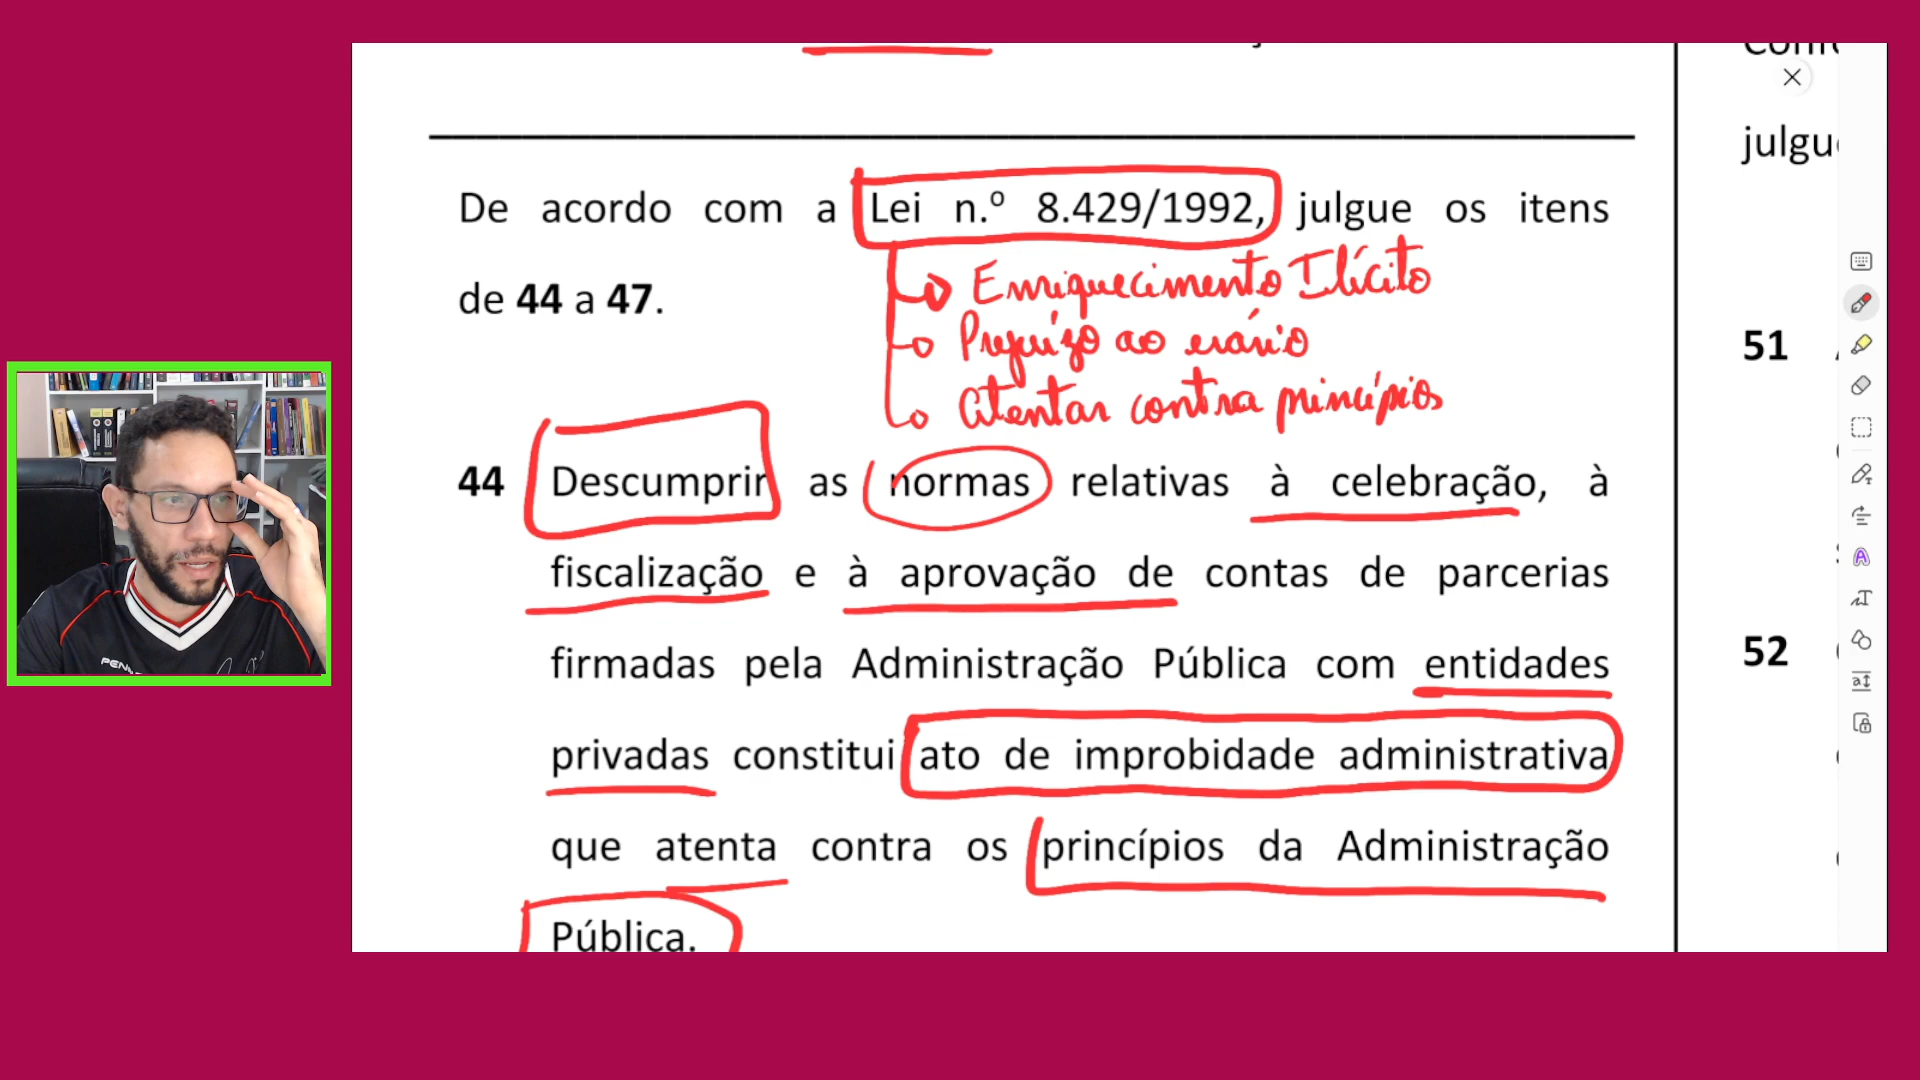 De acordo com a Lei n.º 8.429/1992, julgue os itens
de 44 a 47.
Enriquecimento Ilícito
Prejuízo ao erário
Atentar contra princípios
44 Descumprir as normas relativas à celebração, à
fiscalização e à aprovação de contas de parcerias
firmadas pela Administração Pública com entidades
privadas constitui ato de improbidade administrativa
que atenta contra os princípios da Administração
Pública.
julgu
51
52